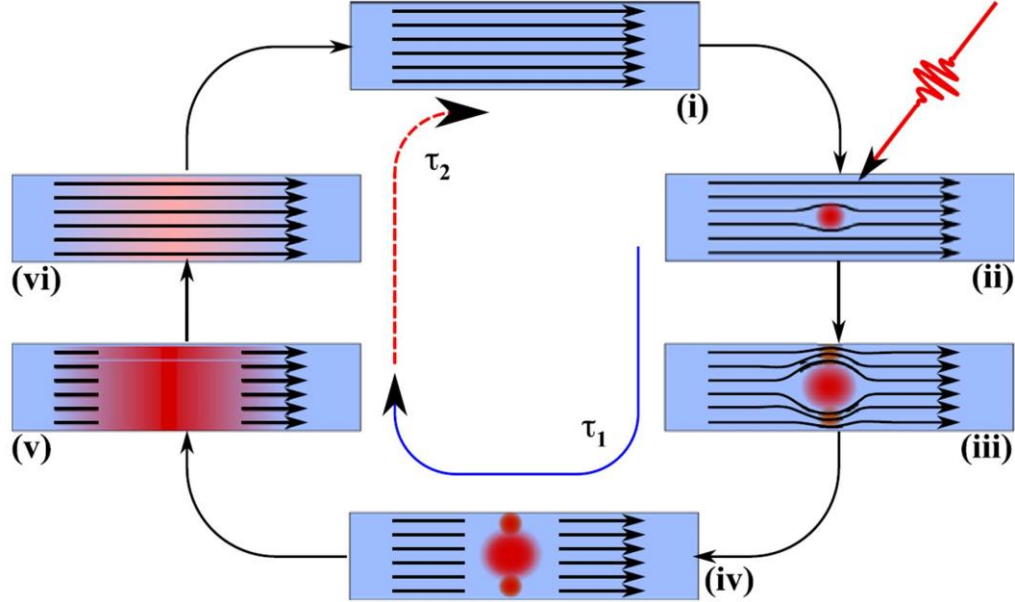 (i)
τ2
(vi)
(ii)
(v)
τ1
(iii)
(iv)